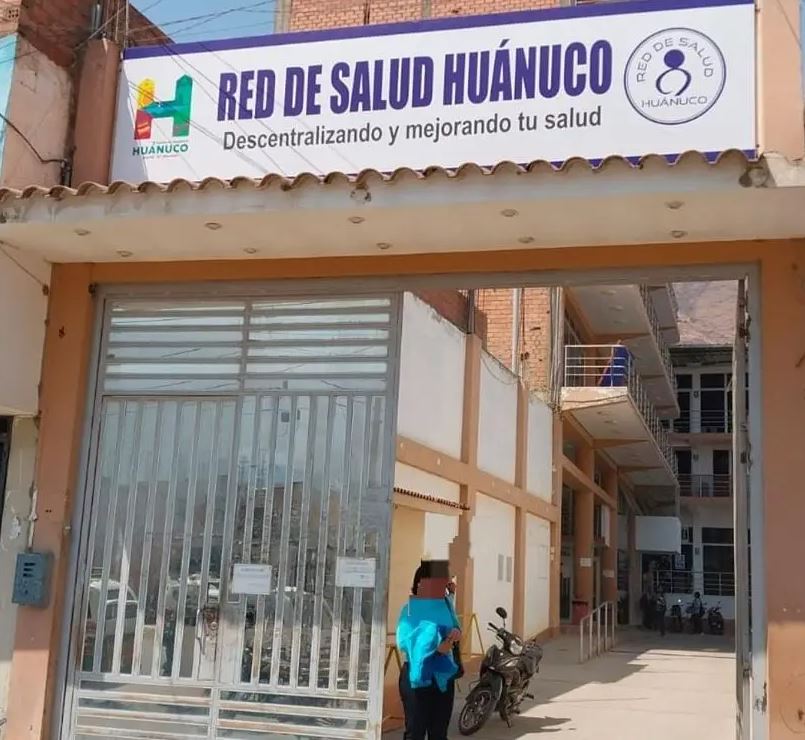 RED DE SALUD HUÁNUCO
Descentralizando y mejorando tu salud
HUÁNUCO
RED DE SALUD
HUÁNUCO